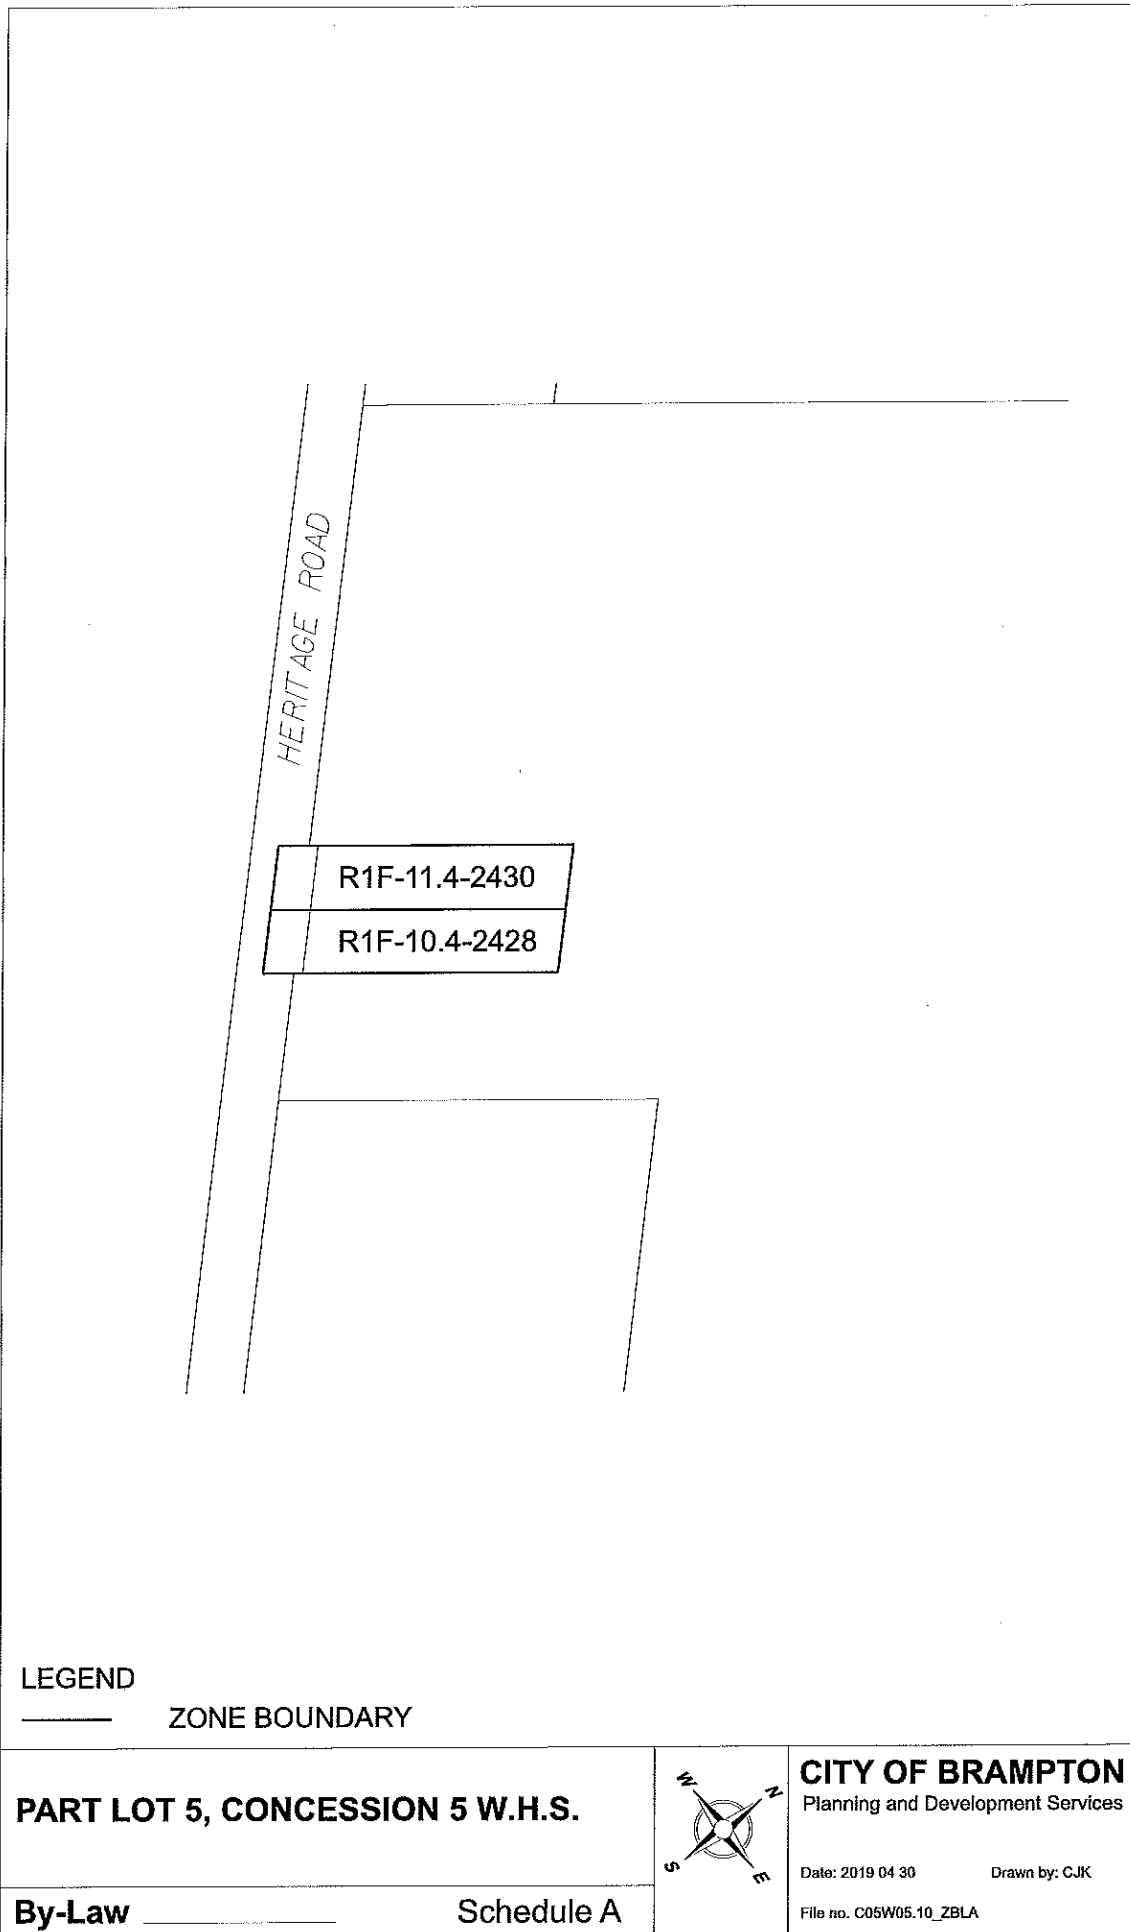 HERITAGE ROAD
R1F-11.4-2430
R1F-10.4-2428
LEGEND
ZONE BOUNDARY
PART LOT 5, CONCESSION 5 W.H.S.
By-Law ____________ Schedule A
W N
S E
CITY OF BRAMPTON
Planning and Development Services
Date: 2019 04 30 Drawn by: CJK
File no. C05W05.10_ZBLA